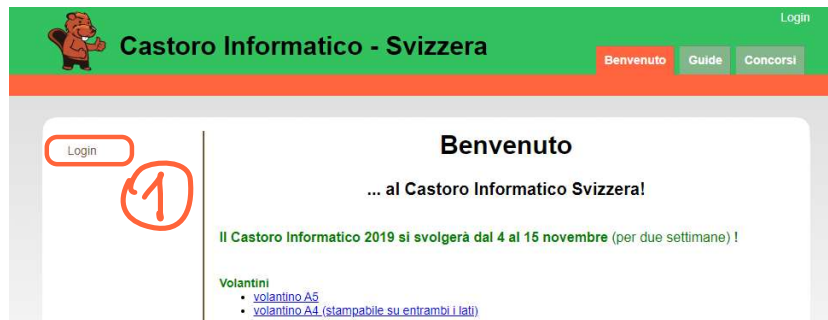 Login
Castoro Informatico - Svizzera
Benvenuto Guide Concorsi
Login
1
Benvenuto
... al Castoro Informatico Svizzera!
Il Castoro Informatico 2019 si svolgerà dal 4 al 15 novembre (per due settimane) !
Volantini
volantino A5
volantino A4 (stampabile su entrambi i lati)